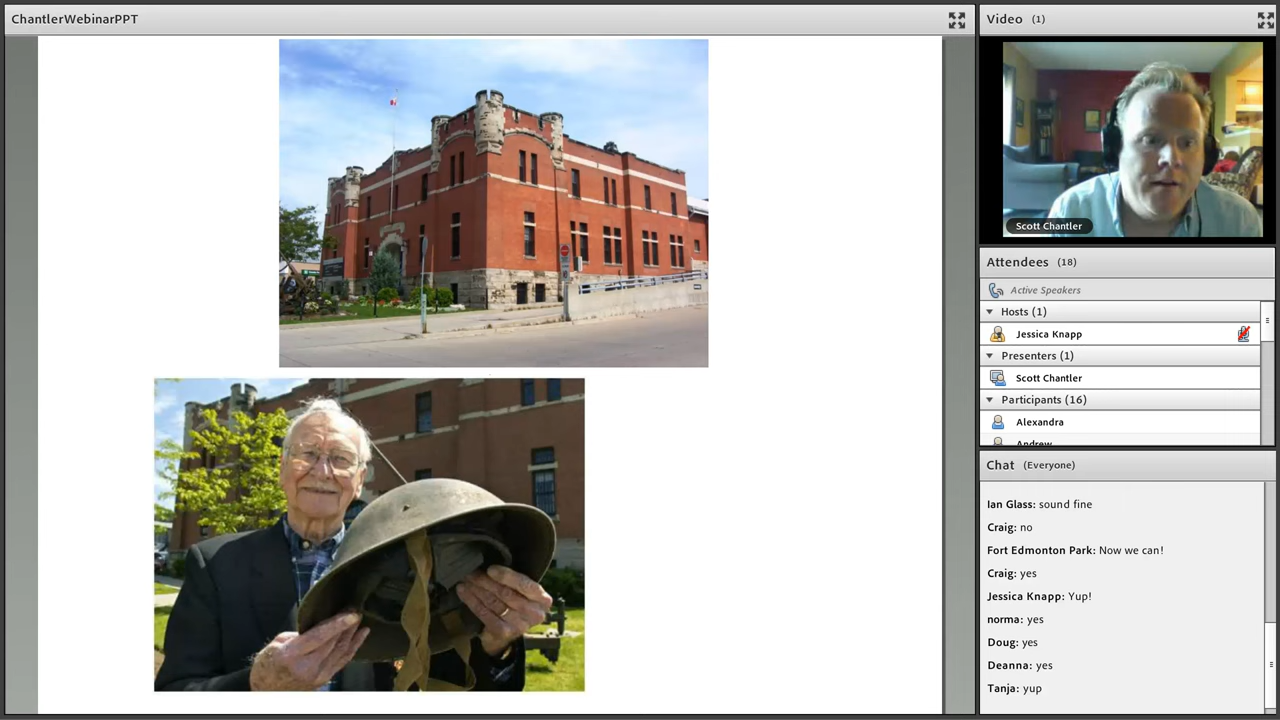 ChantlerWebinarPPT
Video (1)
Scott Chantler
Attendees (18)
Active Speakers
Hosts (1)
Jessica Knapp
Presenters (1)
Scott Chantler
Participants (16)
Alexandra
Andrew
Chat (Everyone)
Ian Glass: sound fine
Craig: no
Fort Edmonton Park: Now we can!
Craig: yes
Jessica Knapp: Yup!
norma: yes
Doug: yes
Deanna: yes
Tanja: yup